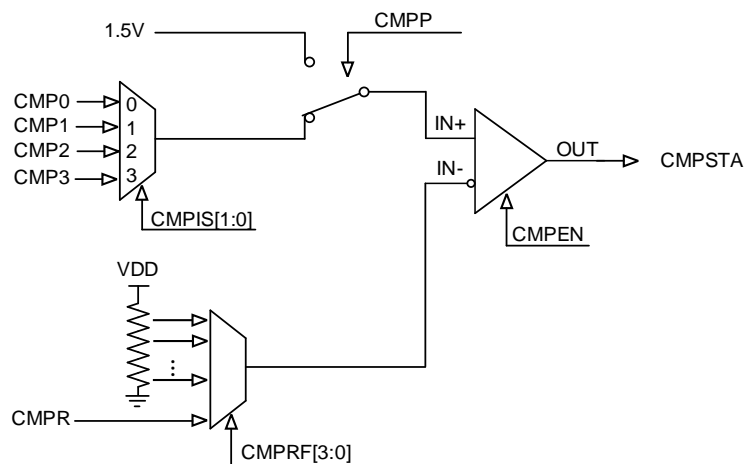 1.5V
CMPP
CMP0
CMP1
CMP2
CMP3
0
1
2
3
CMPIS[1:0]
IN+
IN-
OUT
CMPSTA
CMPEN
VDD
CMPR
CMPRF[3:0]